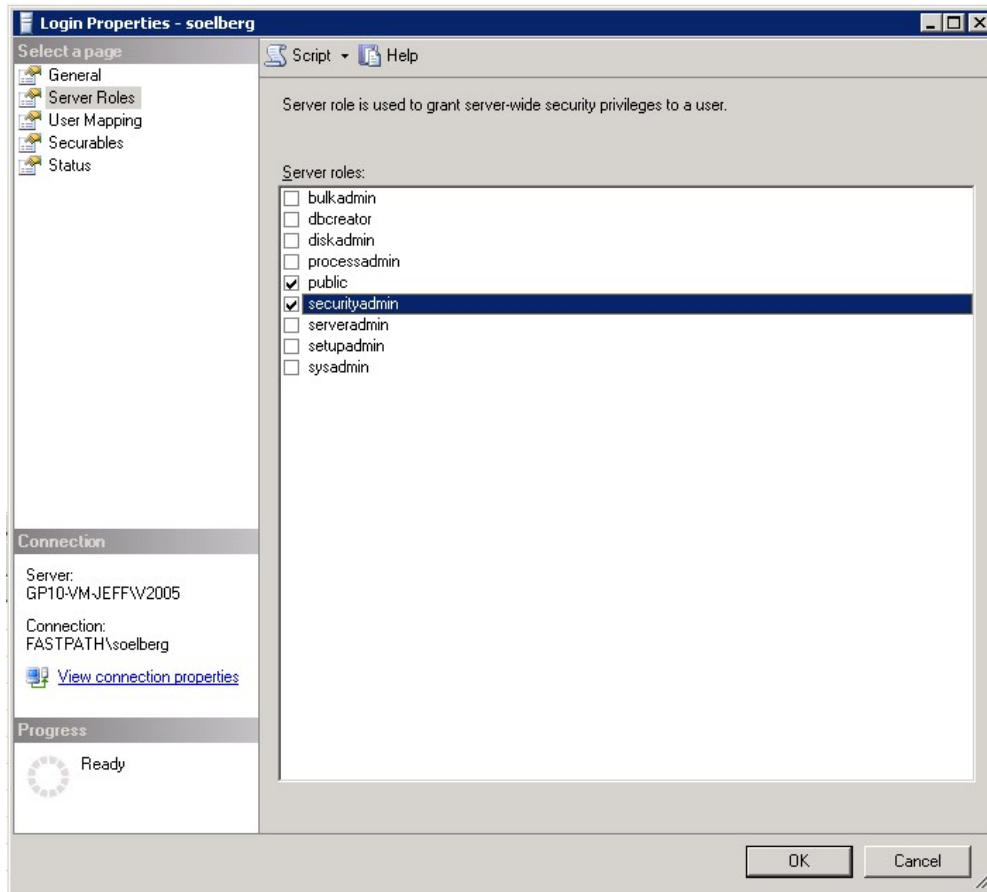 Login Properties - soelberg
Select a page
General
Server Roles
User Mapping
Securables
Status
Script
Help
Server role is used to grant server-wide security privileges to a user.
Server roles:
bulkadmin
dbcreator
diskadmin
processadmin
public
securityadmin
serveradmin
setupadmin
sysadmin
Connection
Server:
GP10-VM-JEFF\V2005
Connection:
FASTPATH\soelberg
View connection properties
Progress
Ready
OK
Cancel